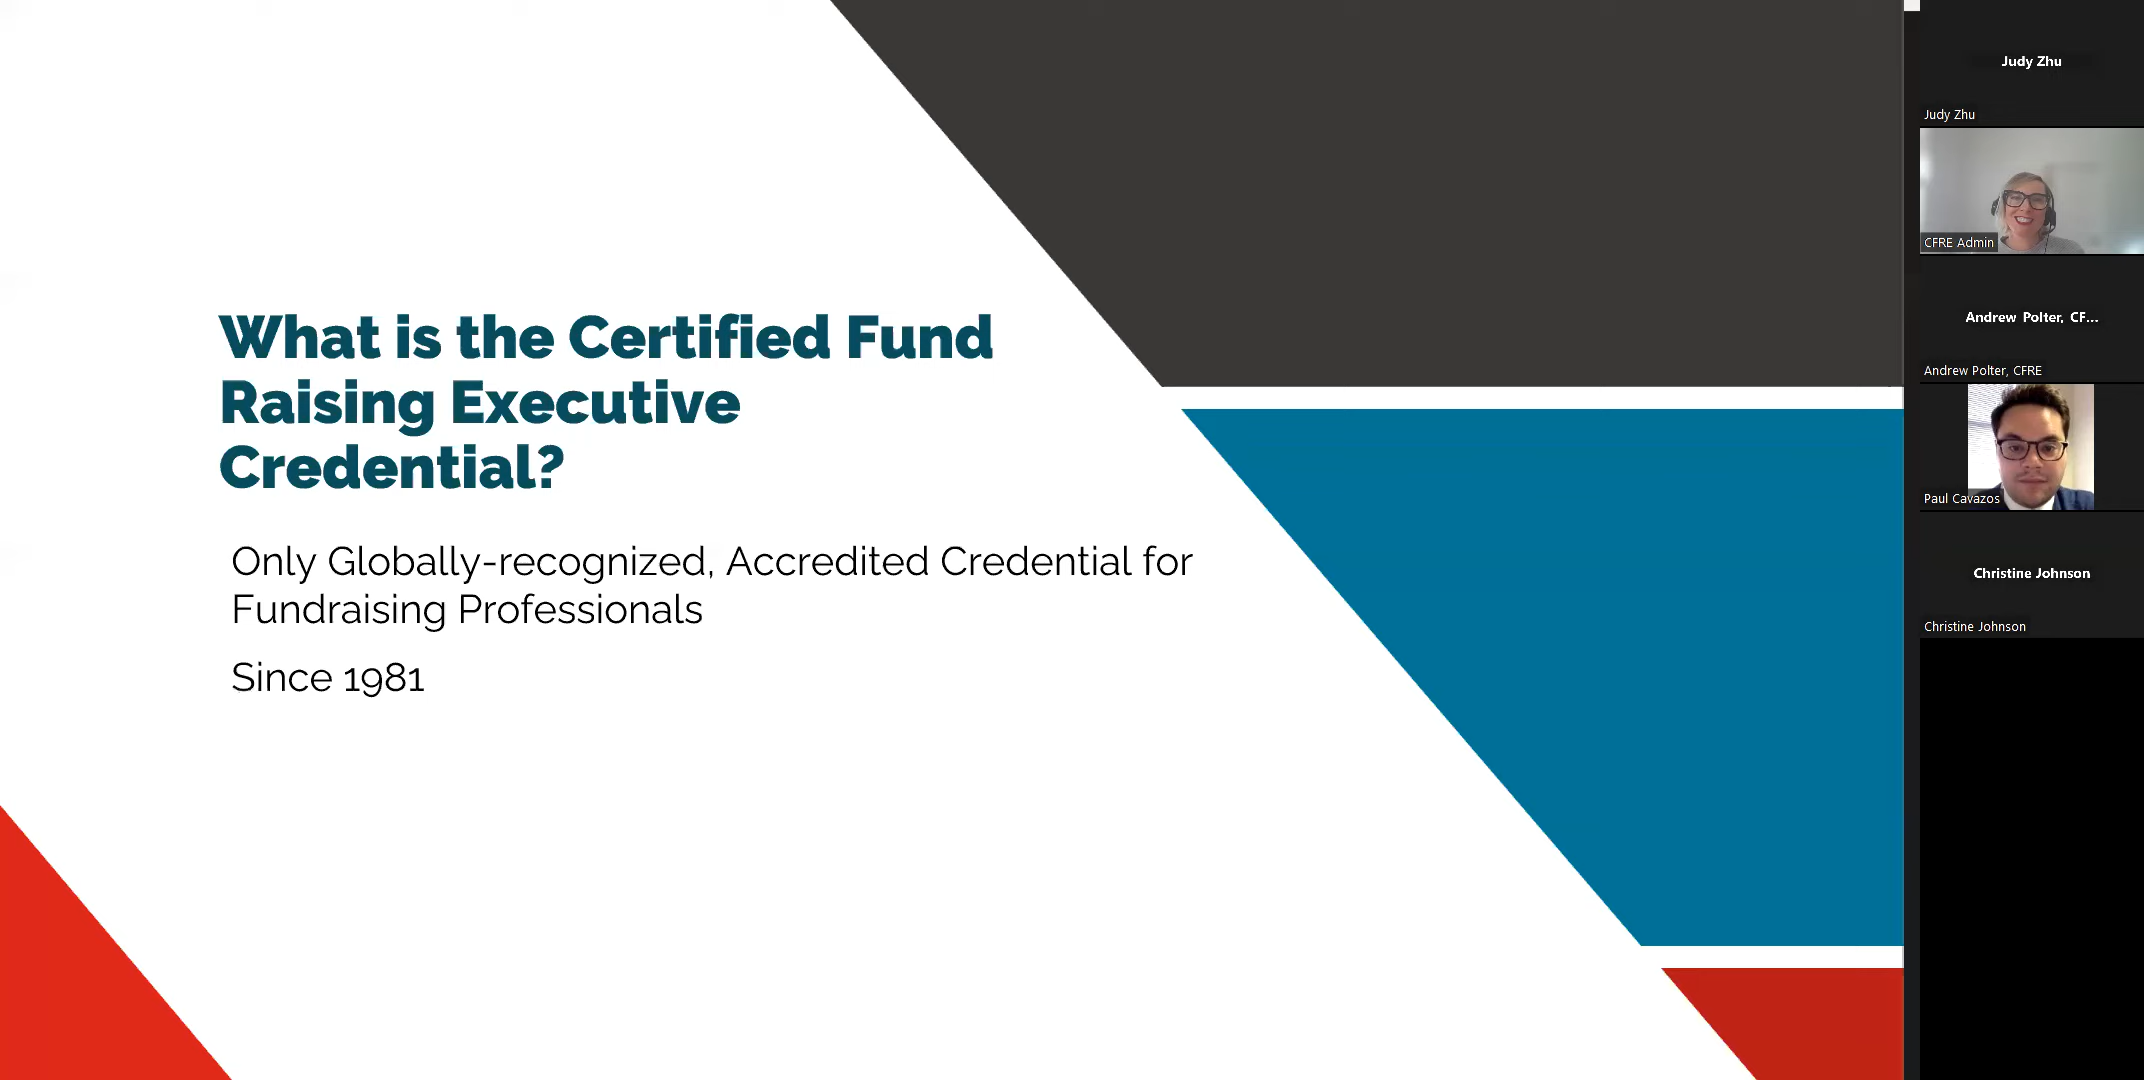 What is the Certified Fund
Raising Executive
Credential?
Only Globally-recognized, Accredited Credential for
Fundraising Professionals
Since 1981
Judy Zhu
Judy Zhu
CFRE Admin
Andrew Polter, CF...
Andrew Polter, CFRE
Paul Cavazos
Christine Johnson
Christine Johnson